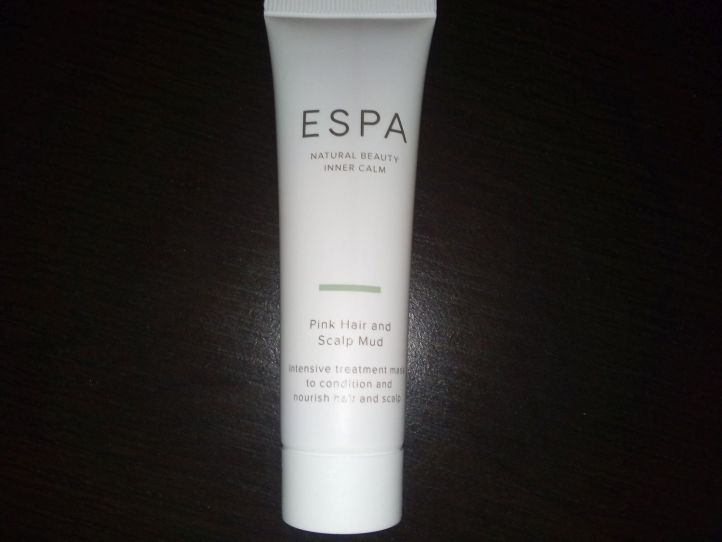 ESPA
NATURAL BEAUTY
INNER CALM
Pink Hair and
Scalp Mud
intensive treatment mask
to condition and
nourish hair and scalp